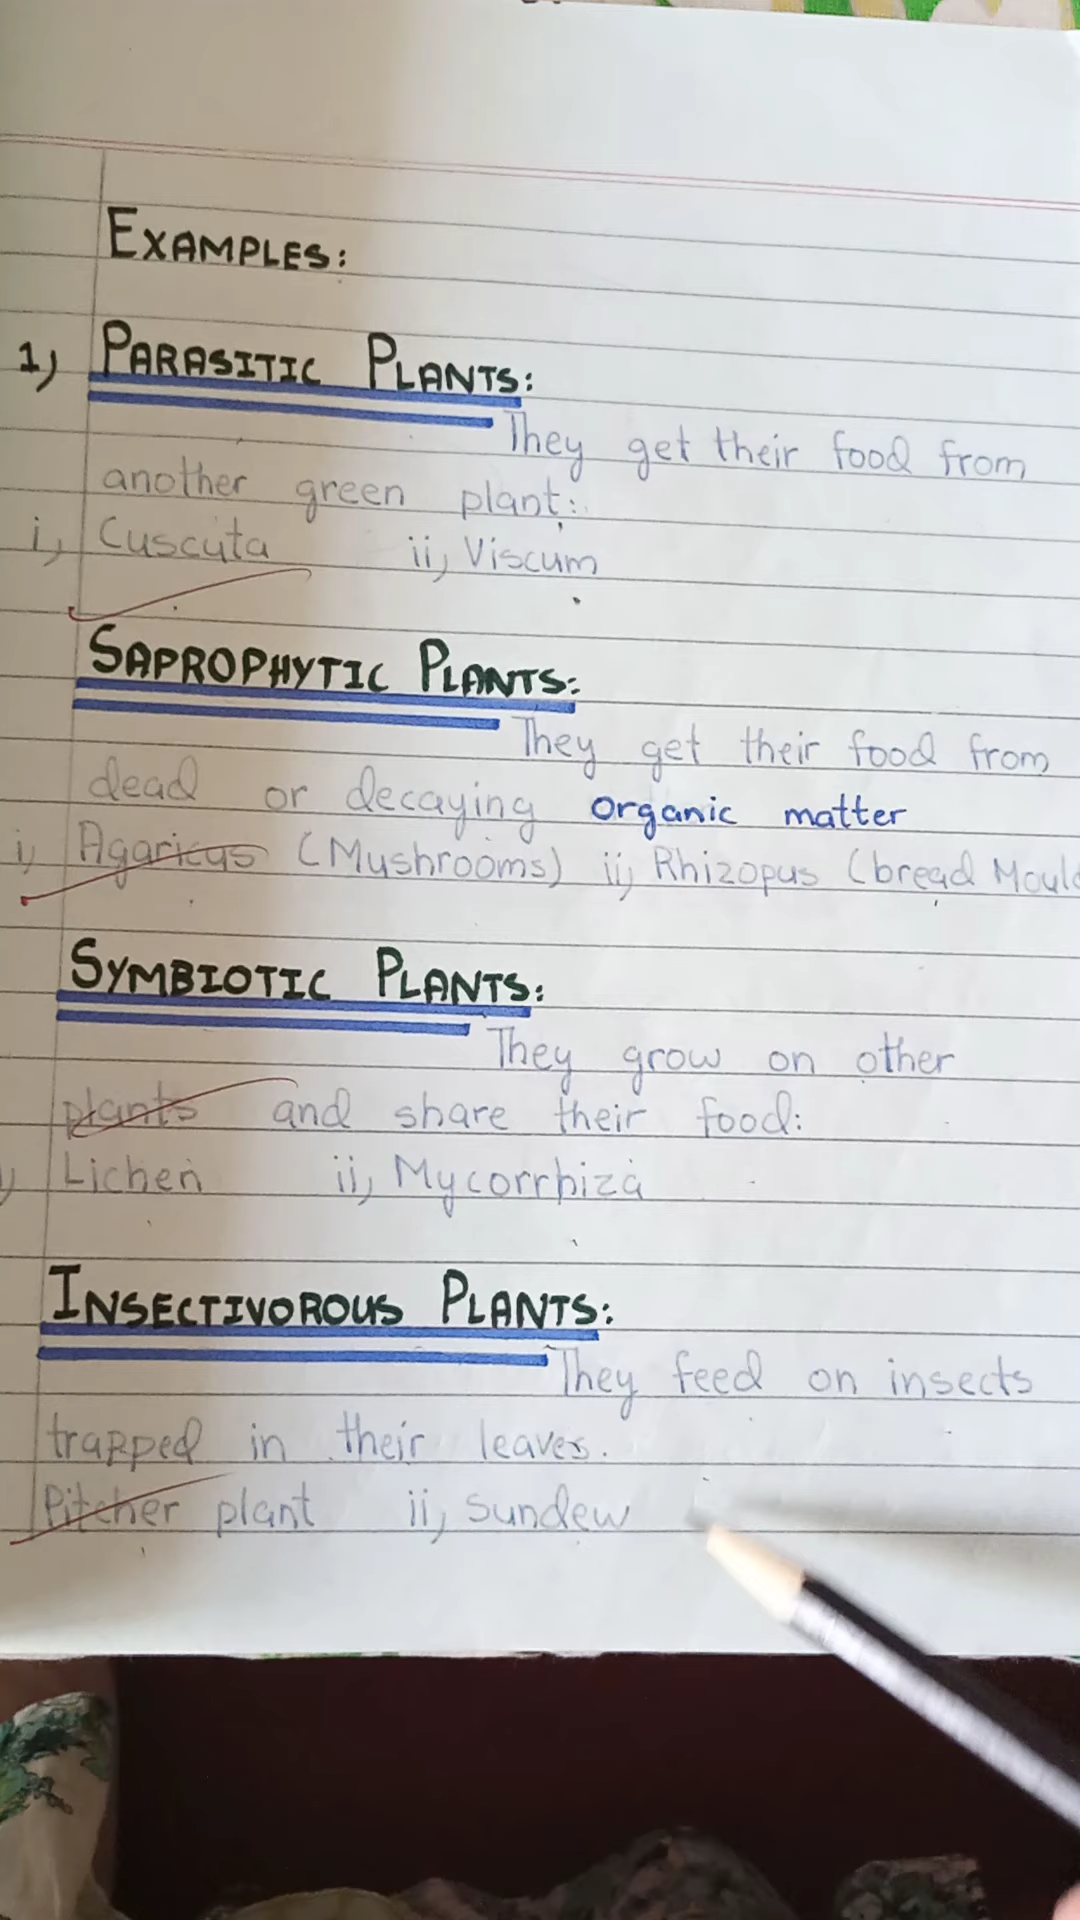 EXAMPLES:
1) PARASITIC PLANTS:
They get their food from
another green plant:
i, Cuscuta ii, Viscum
SAPROPHYTIC PLANTS:
They get their food from
dead or decaying organic matter
i, Agaricus (Mushrooms) ii, Rhizopus (bread Mould
SYMBIOTIC PLANTS:
They grow on other
plants and share their food:
Lichen ii, Mycorrhiza
INSECTIVOROUS PLANTS:
They feed on insects
trapped in their leaves.
Pitcher plant ii, Sundew